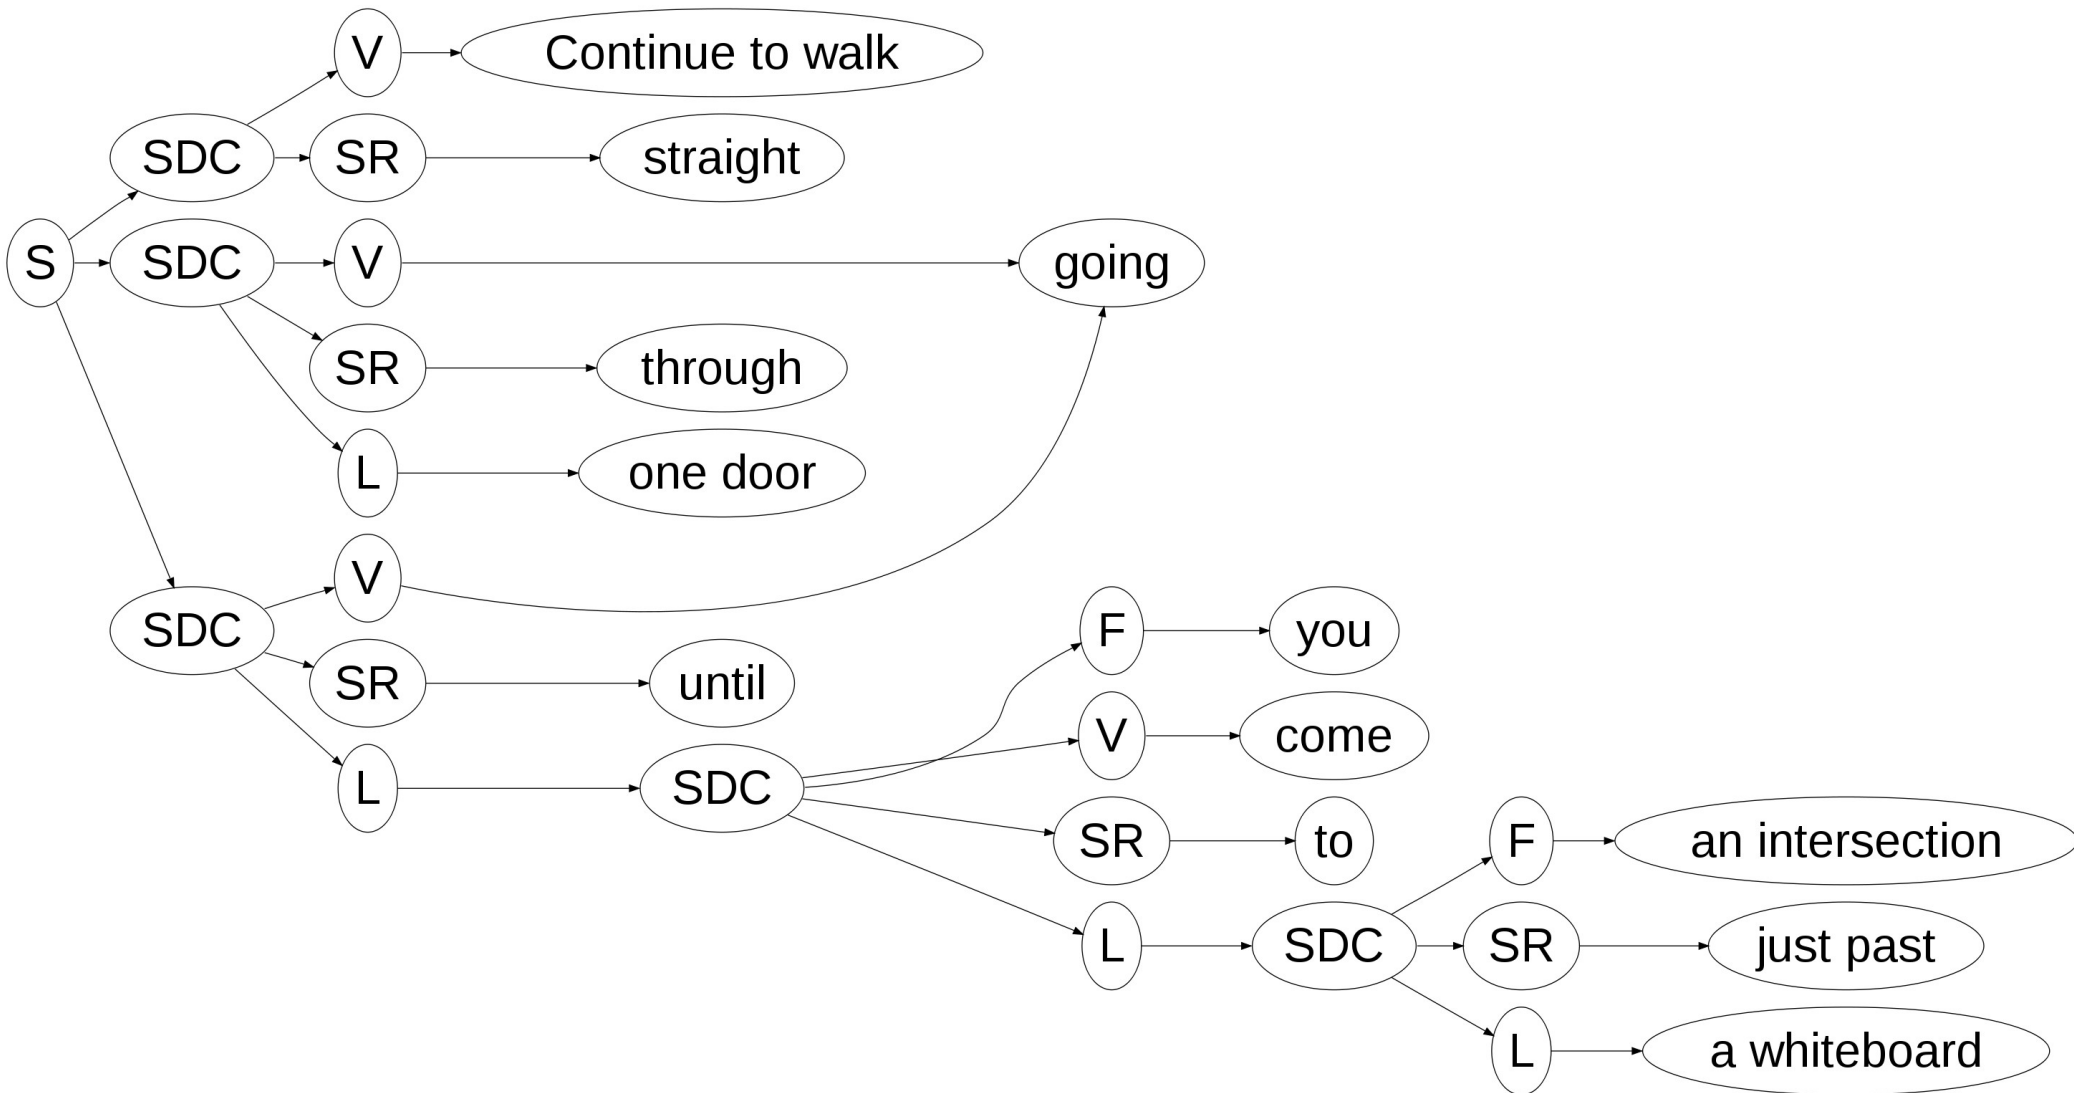 V Continue to walk
SDC SR straight
S SDC V going
SR through
L one door
V
SDC F you
SR until
V come
L SDC
SR to F an intersection
L SDC SR just past
L a whiteboard